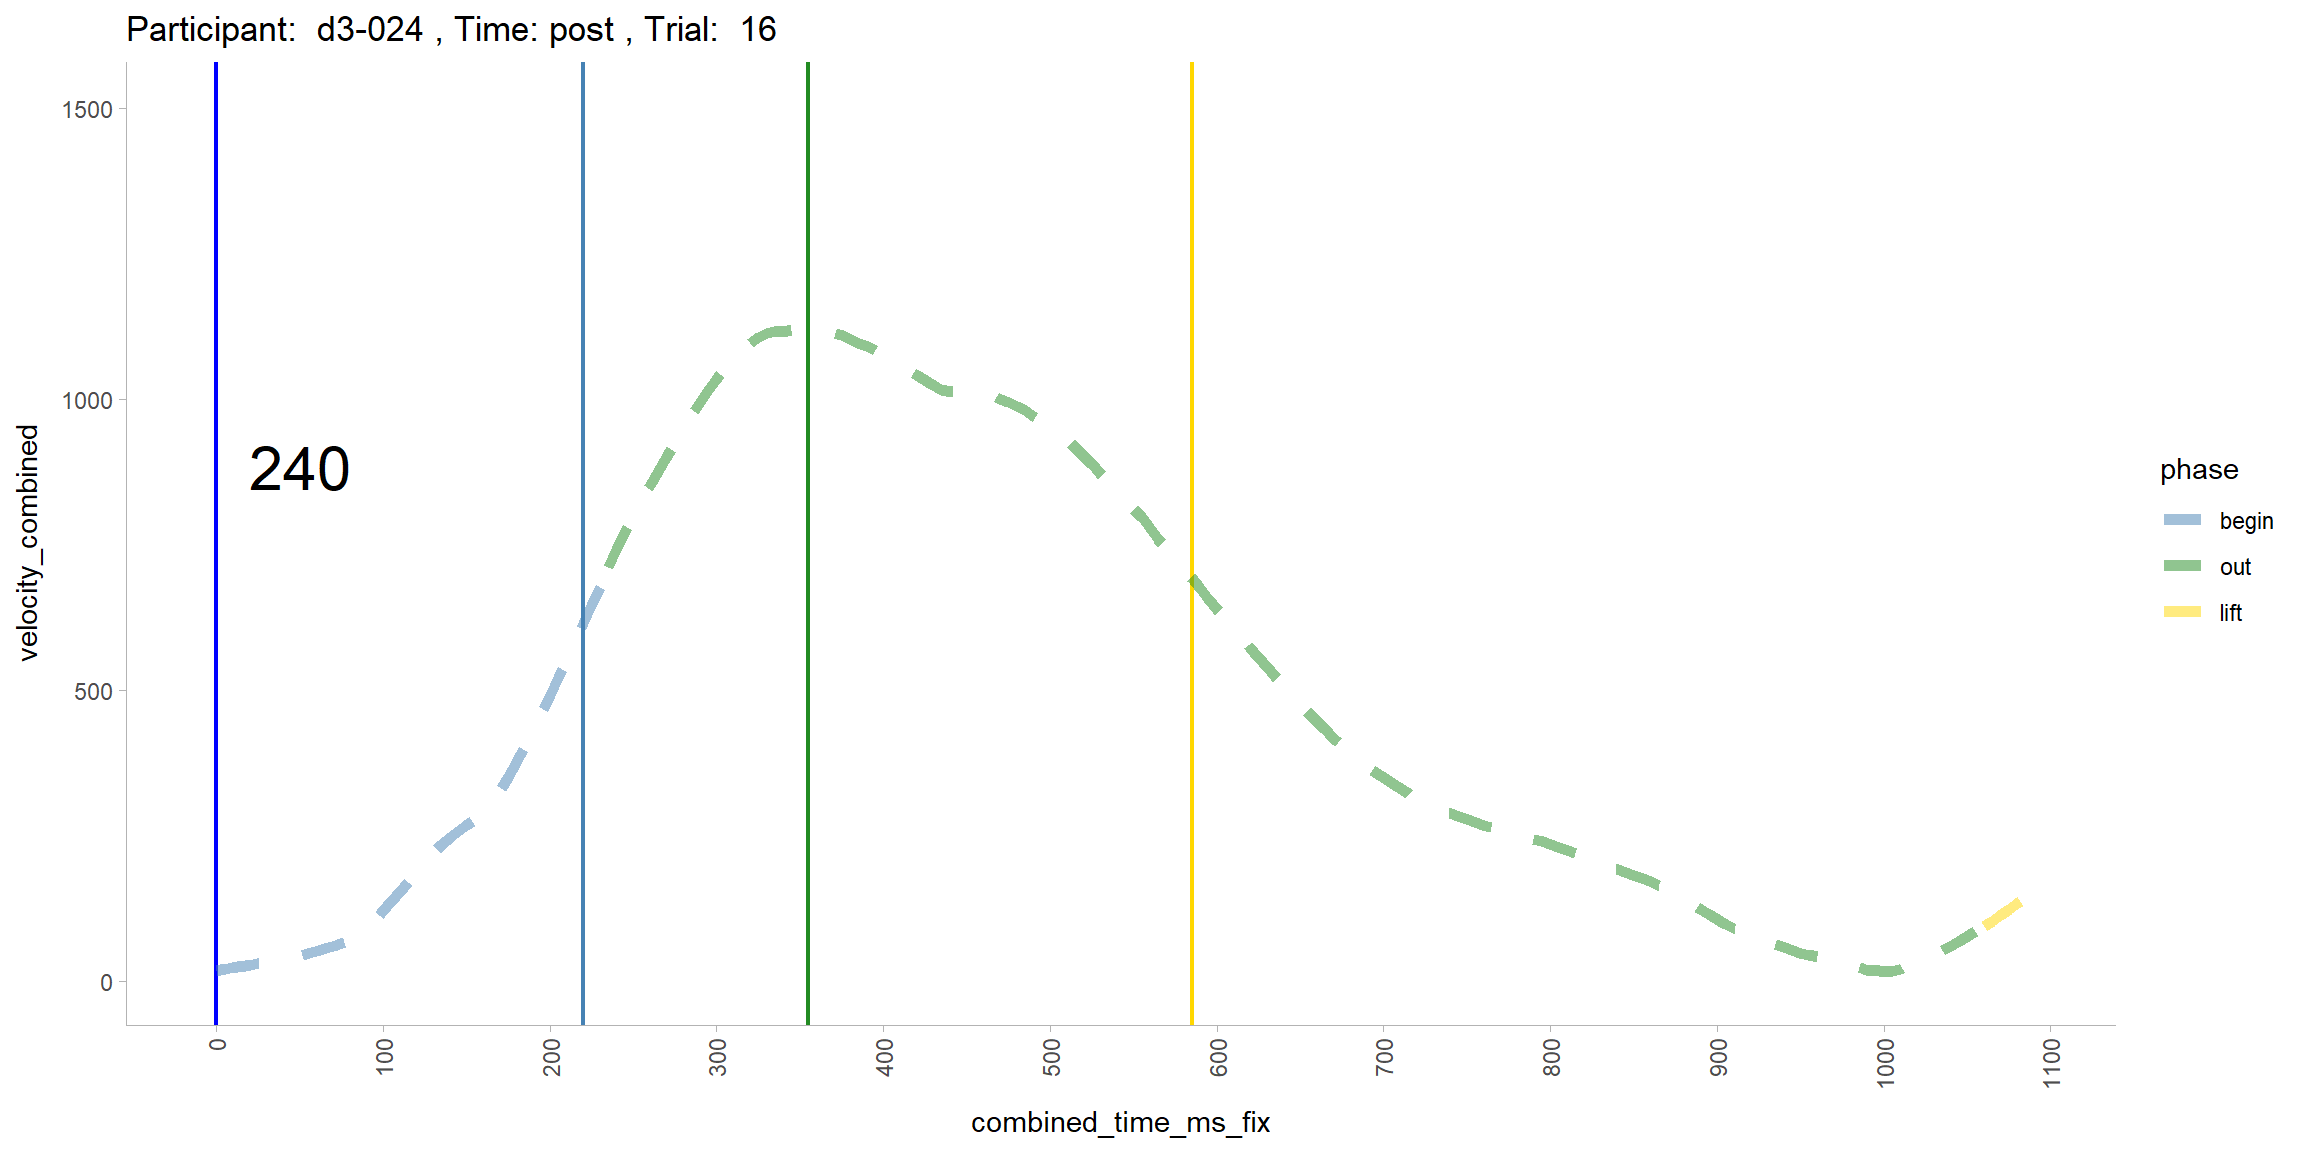 Participant:  d3-024 , Time: post , Trial:  16
1500
1000
500
0
velocity_combined
240
0
100
200
300
400
500
600
700
800
900
1000
1100
combined_time_ms_fix
phase
begin
out
lift